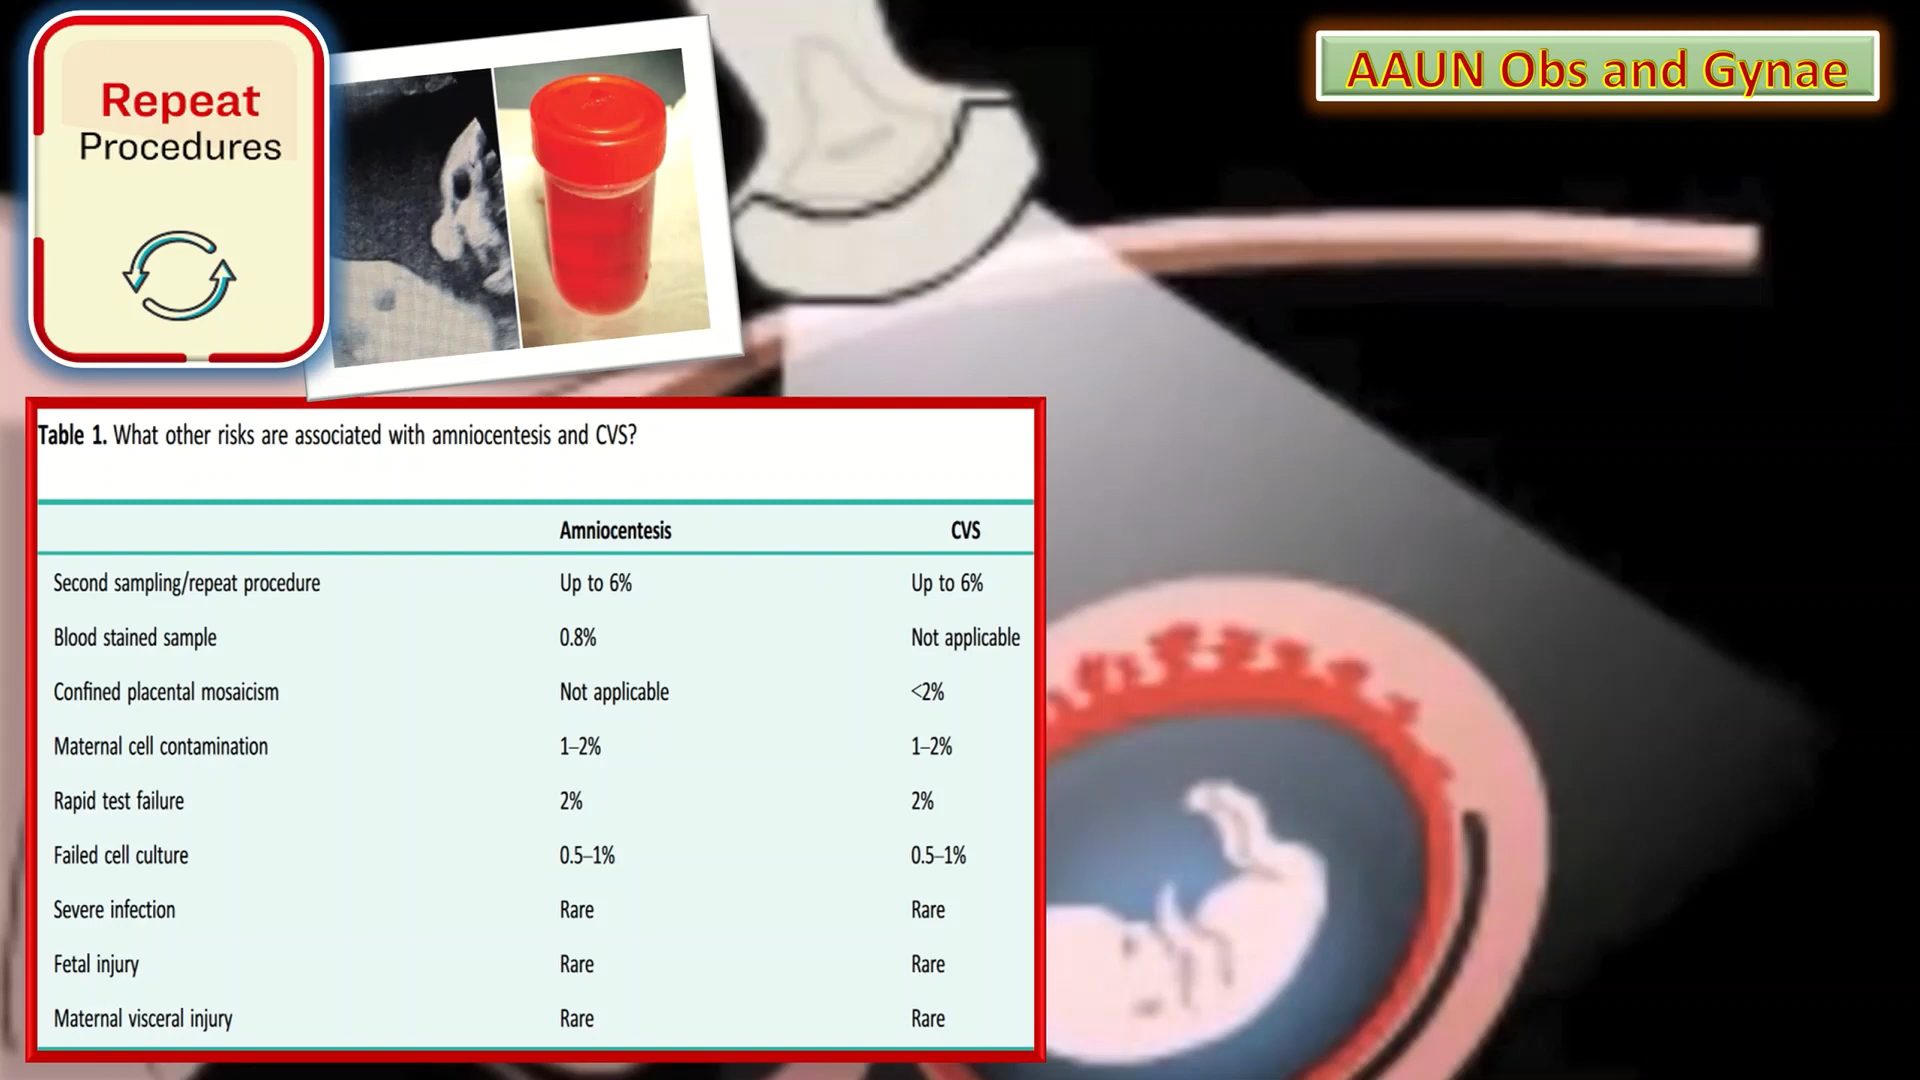 Repeat
Procedures
AAUN Obs and Gynae
Table 1. What other risks are associated with amniocentesis and CVS?
Amniocentesis CVS
Second sampling/repeat procedure Up to 6% Up to 6%
Blood stained sample 0.8% Not applicable
Confined placental mosaicism Not applicable <2%
Maternal cell contamination 1–2% 1–2%
Rapid test failure 2% 2%
Failed cell culture 0.5–1% 0.5–1%
Severe infection Rare Rare
Fetal injury Rare Rare
Maternal visceral injury Rare Rare